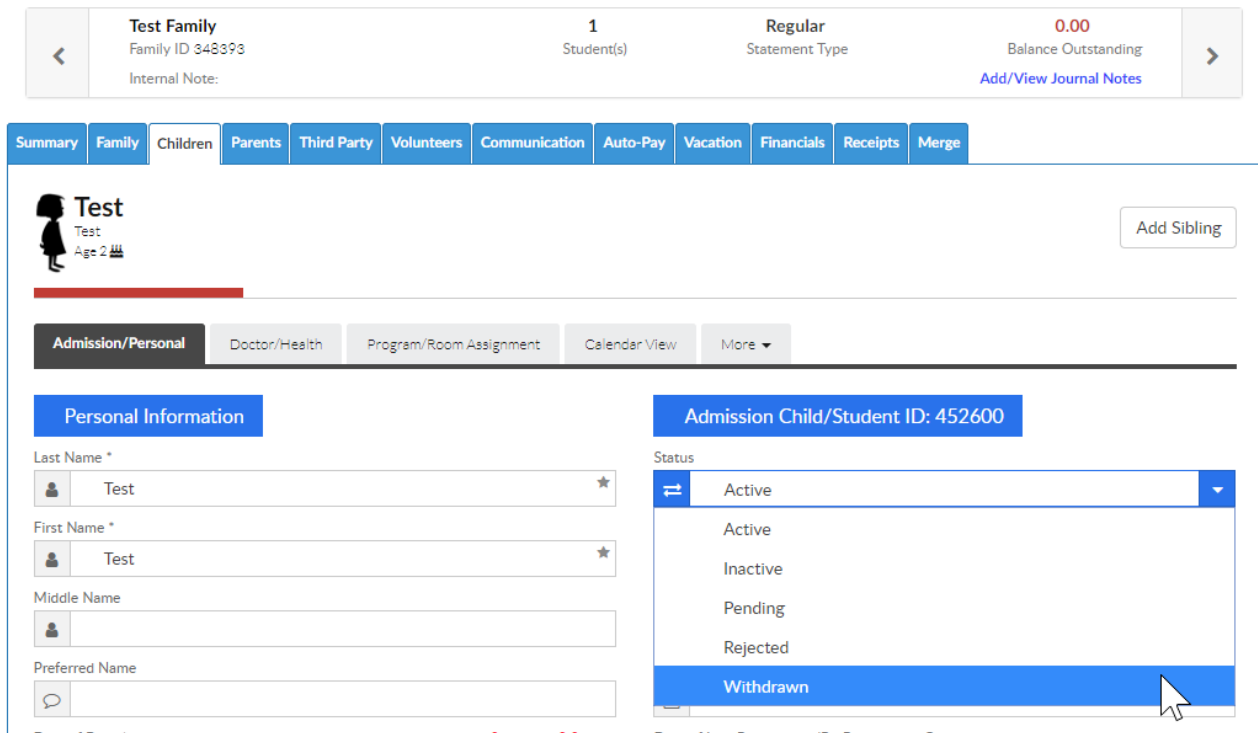 Test Family
Family ID 348393
Internal Note:
1
Student(s)
Regular
Statement Type
0.00
Balance Outstanding
Add/View Journal Notes
Summary Family Children Parents Third Party Volunteers Communication Auto-Pay Vacation Financials Receipts Merge
Test
Test
Age 2
Add Sibling
Admission/Personal Doctor/Health Program/Room Assignment Calendar View More
Personal Information
Last Name *
Test
First Name *
Test
Middle Name
Preferred Name
Admission Child/Student ID: 452600
Status
Active
Active
Inactive
Pending
Rejected
Withdrawn